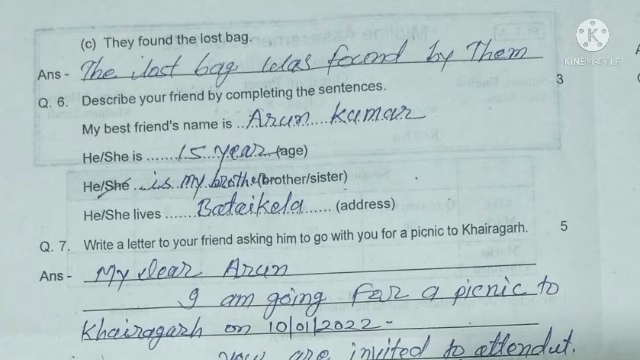 (c) They found the lost bag.
Ans - The lost bag was found by Them
Q. 6. Describe your friend by completing the sentences. 3
My best friend's name is ..Arun.... Kumar
He/She is .......15 year (age)
He/She ..is my brother(brother/sister)
He/She lives .......Bataikela...... (address)
Q. 7. Write a letter to your friend asking him to go with you for a picnic to Khairagarh. 5
Ans - My dear Arun
I am going For a picnic to
Khairagarh on 10/01/2022-
you are invited to attend it.
KINEMASTER